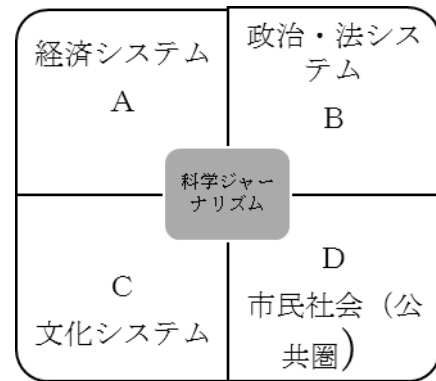 経済システム
A
政治・法シス
テム
B
科学ジャー
ナリズム
C
文化システム
D
市民社会（公
共圏)